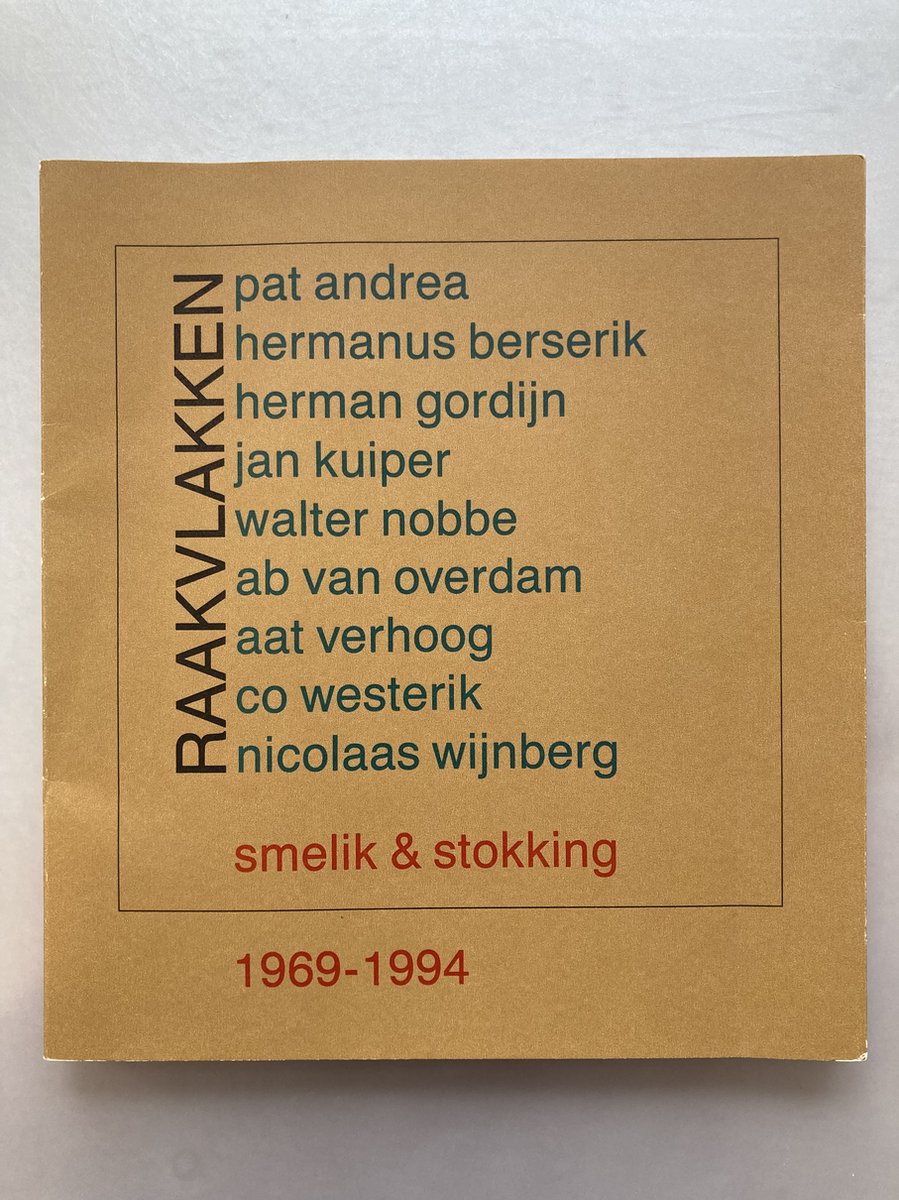 RAAKVLAKKEN
pat andrea
hermanus berserik
herman gordijn
jan kuiper
walter nobbe
ab van overdam
aat verhoog
co westerik
nicolaas wijnberg
smelik & stokking
1969-1994